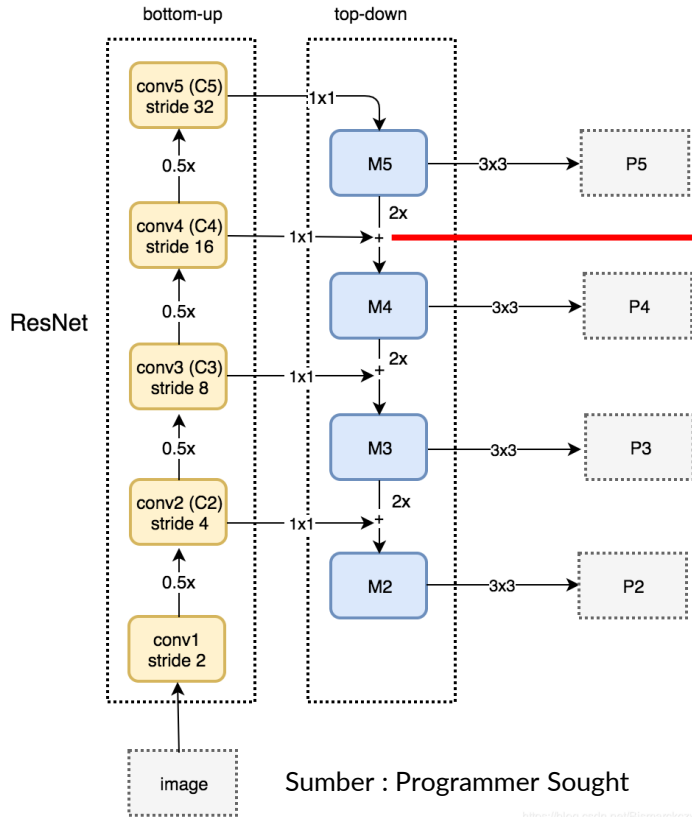 bottom-up
top-down
conv5 (C5)
stride 32
1x1
M5
3x3
P5
0.5x
2x
conv4 (C4)
stride 16
1x1
+
M4
3x3
P4
ResNet
0.5x
2x
conv3 (C3)
stride 8
1x1
+
M3
3x3
P3
0.5x
2x
conv2 (C2)
stride 4
1x1
+
M2
3x3
P2
0.5x
conv1
stride 2
image
Sumber : Programmer Sought